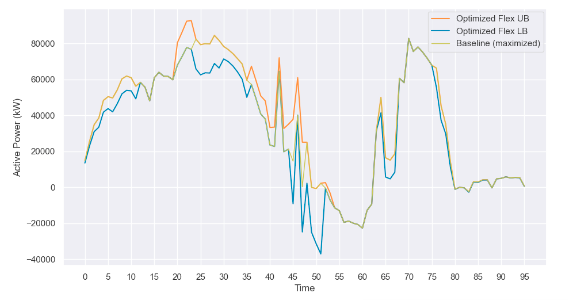 Optimized Flex UB
Optimized Flex LB
Baseline (maximized)
Active Power (kW)
80000
60000
40000
20000
0
−20000
−40000
0 5 10 15 20 25 30 35 40 45 50 55 60 65 70 75 80 85 90 95
Time